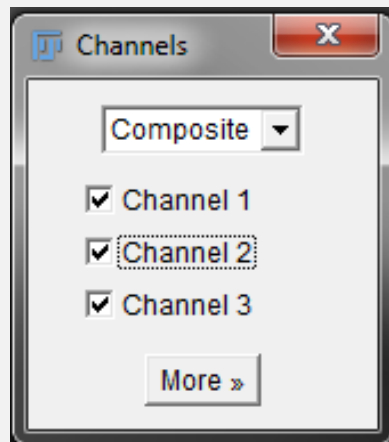 Channels
Composite
Channel 1
Channel 2
Channel 3
More »